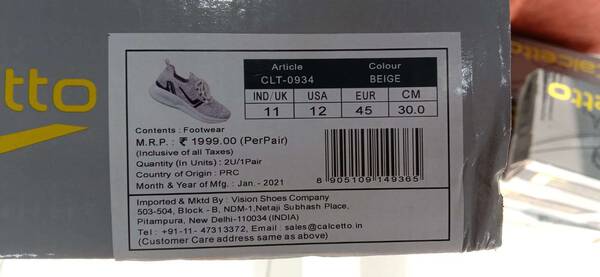 etto
Article Colour
CLT-0934 BEIGE
IND/UK USA EUR CM
11 12 45 30.0
Contents : Footwear
M.R.P. : ₹ 1999.00 (PerPair)
(Inclusive of all Taxes)
Quantity (In Units) : 2U/1Pair
Country of Origin : PRC
Month & Year of Mfg. : Jan.- 2021
8 905109 149365
Imported & Mktd By : Vision Shoes Company
503-504, Block - B, NDM-1,Netaji Subhash Place,
Pitampura, New Delhi-110034 (INDIA)
Tel : +91-11- 47313372, Email : sales@calcetto.in
(Customer Care address same as above)
alcetto